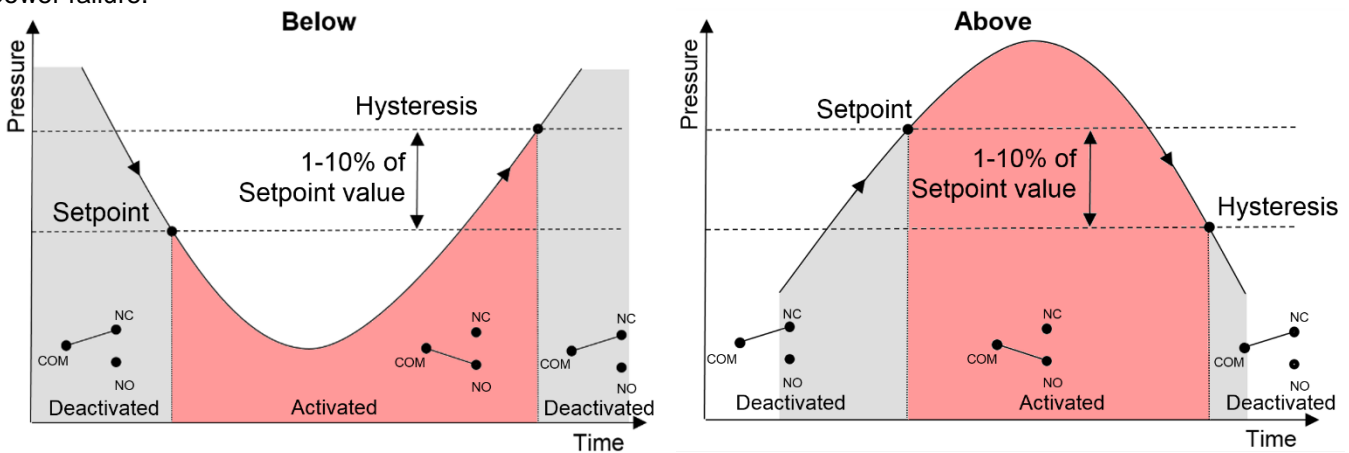 power failure.
Below
Pressure
Hysteresis
1-10% of
Setpoint value
Setpoint
NC
COM
NO
Deactivated
NC
COM
NO
Activated
NC
COM
NO
Deactivated
Time
Above
Pressure
Setpoint
1-10% of
Setpoint value
Hysteresis
NC
COM
NO
Deactivated
NC
COM
NO
Activated
NC
COM
NO
Deactivated
Time